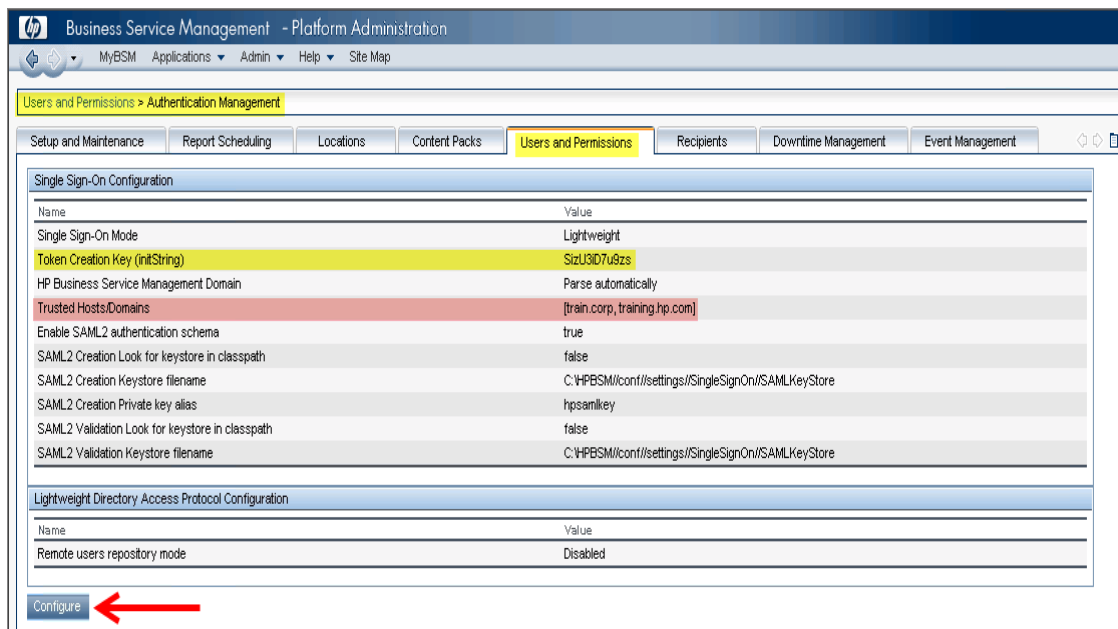 hp Business Service Management - Platform Administration
MyBSM Applications Admin Help Site Map
Users and Permissions > Authentication Management
Setup and Maintenance Report Scheduling Locations Content Packs Users and Permissions Recipients Downtime Management Event Management
Single Sign-On Configuration
Name Value
Single Sign-On Mode Lightweight
Token Creation Key (initString) SizU3iD7u9zs
HP Business Service Management Domain Parse automatically
Trusted Hosts/Domains [train.corp, training.hp.com]
Enable SAML2 authentication schema true
SAML2 Creation Look for keystore in classpath false
SAML2 Creation Keystore filename C:\HPBSM//conf//settings//SingleSignOn//SAMLKeyStore
SAML2 Creation Private key alias hpsamlkey
SAML2 Validation Look for keystore in classpath false
SAML2 Validation Keystore filename C:\HPBSM//conf//settings//SingleSignOn//SAMLKeyStore
Lightweight Directory Access Protocol Configuration
Name Value
Remote users repository mode Disabled
Configure